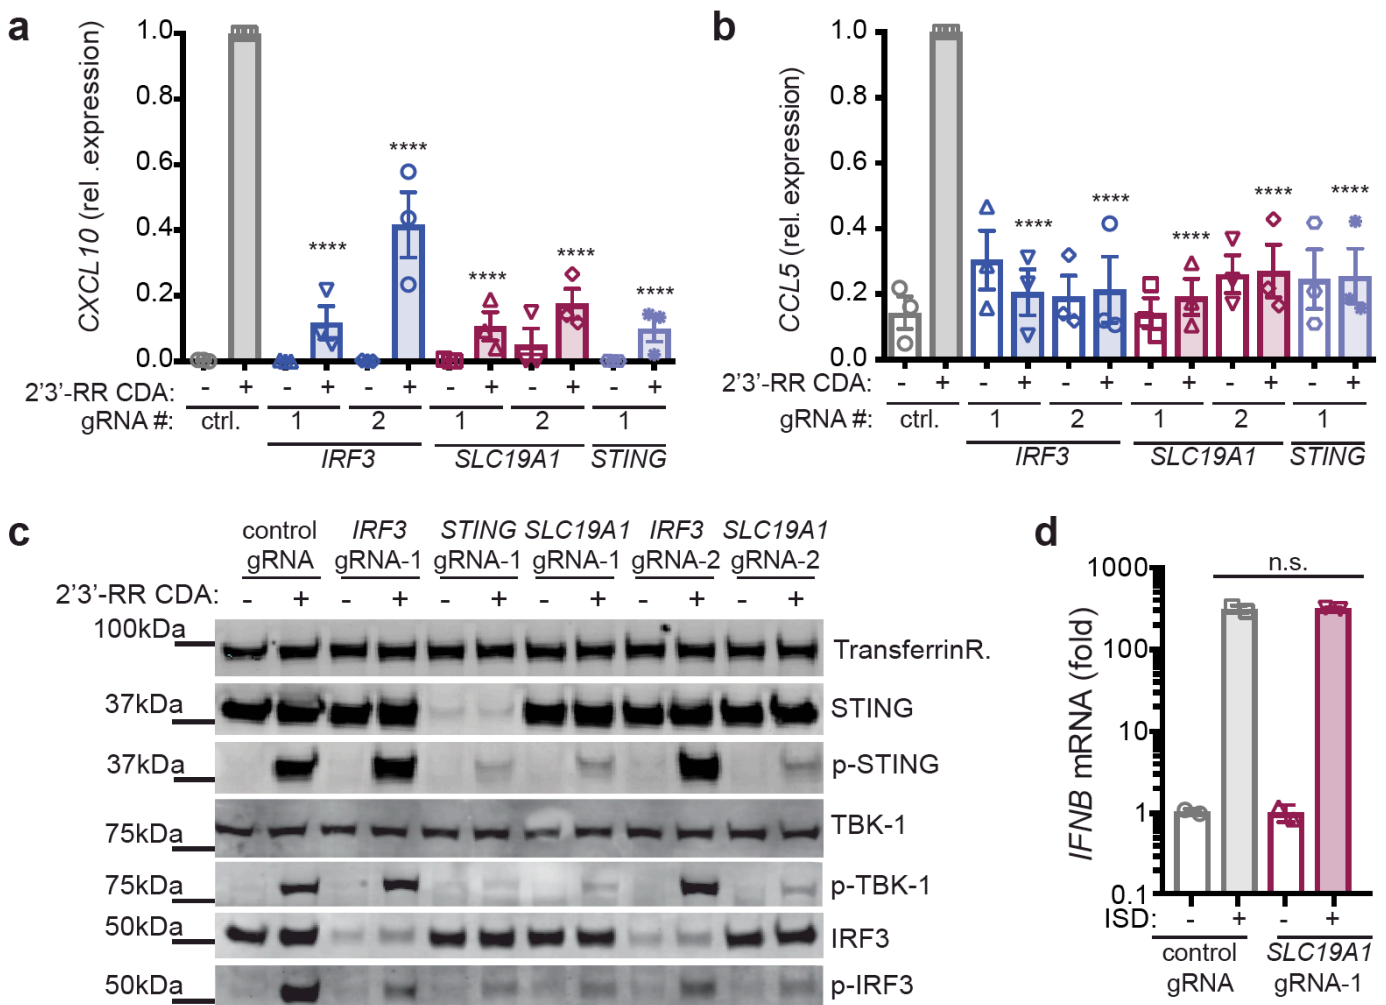 a
CXCL10 (rel .expression)
1.0
0.8
0.6
0.4
0.2
0.0
****
****
****
****
****
2'3'-RR CDA: - + - + - + - + - + - +
gRNA #: ctrl. 1 2 1 2 1
IRF3 SLC19A1 STING
b
CCL5 (rel. expression)
1.0
0.8
0.6
0.4
0.2
0.0
****
****
****
****
****
2'3'-RR CDA: - + - + - + - + - + - +
gRNA #: ctrl. 1 2 1 2 1
IRF3 SLC19A1 STING
c
control IRF3 STING SLC19A1 IRF3 SLC19A1
gRNA gRNA-1 gRNA-1 gRNA-1 gRNA-2 gRNA-2
2'3'-RR CDA: - + - + - + - + - + - +
100kDa TransferrinR.
37kDa STING
37kDa p-STING
75kDa TBK-1
75kDa p-TBK-1
50kDa IRF3
50kDa p-IRF3
d
IFNB mRNA (fold)
n.s.
1000
100
10
1
0.1
ISD: - + - +
control SLC19A1
gRNA gRNA-1